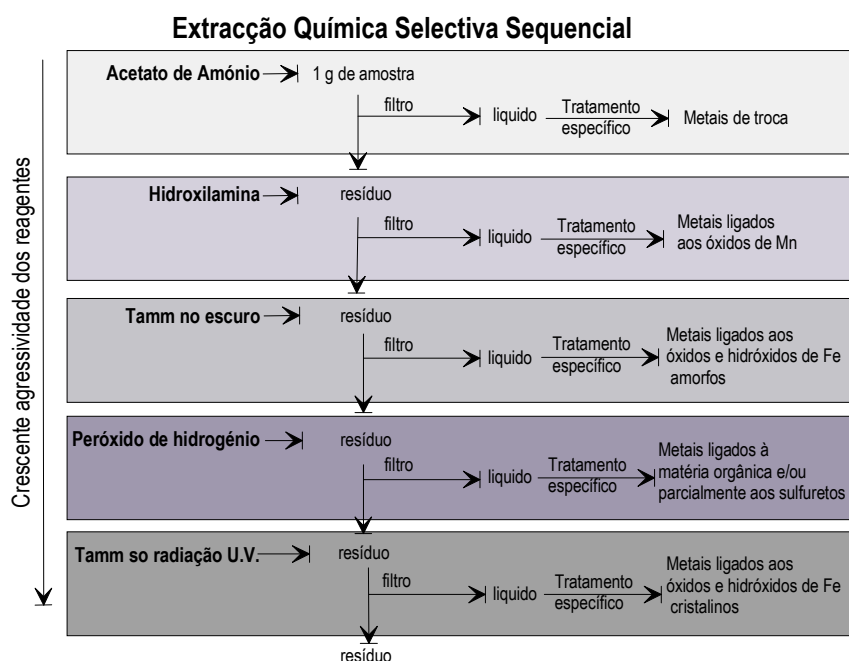 Extracção Química Selectiva Sequencial
Crescente agressividade dos reagentes
Acetato de Amónio
1 g de amostra
filtro
liquido
Tratamento
específico
Metais de troca
Hidroxilamina
resíduo
filtro
liquido
Tratamento
específico
Metais ligados
aos óxidos de Mn
Tamm no escuro
resíduo
filtro
liquido
Tratamento
específico
Metais ligados aos
óxidos e hidróxidos de Fe
amorfos
Peróxido de hidrogénio
resíduo
filtro
liquido
Tratamento
específico
Metais ligados à
matéria orgânica e/ou
parcialmente aos sulfuretos
Tamm so radiação U.V.
resíduo
filtro
liquido
Tratamento
específico
Metais ligados aos
óxidos e hidróxidos de Fe
cristalinos
resíduo